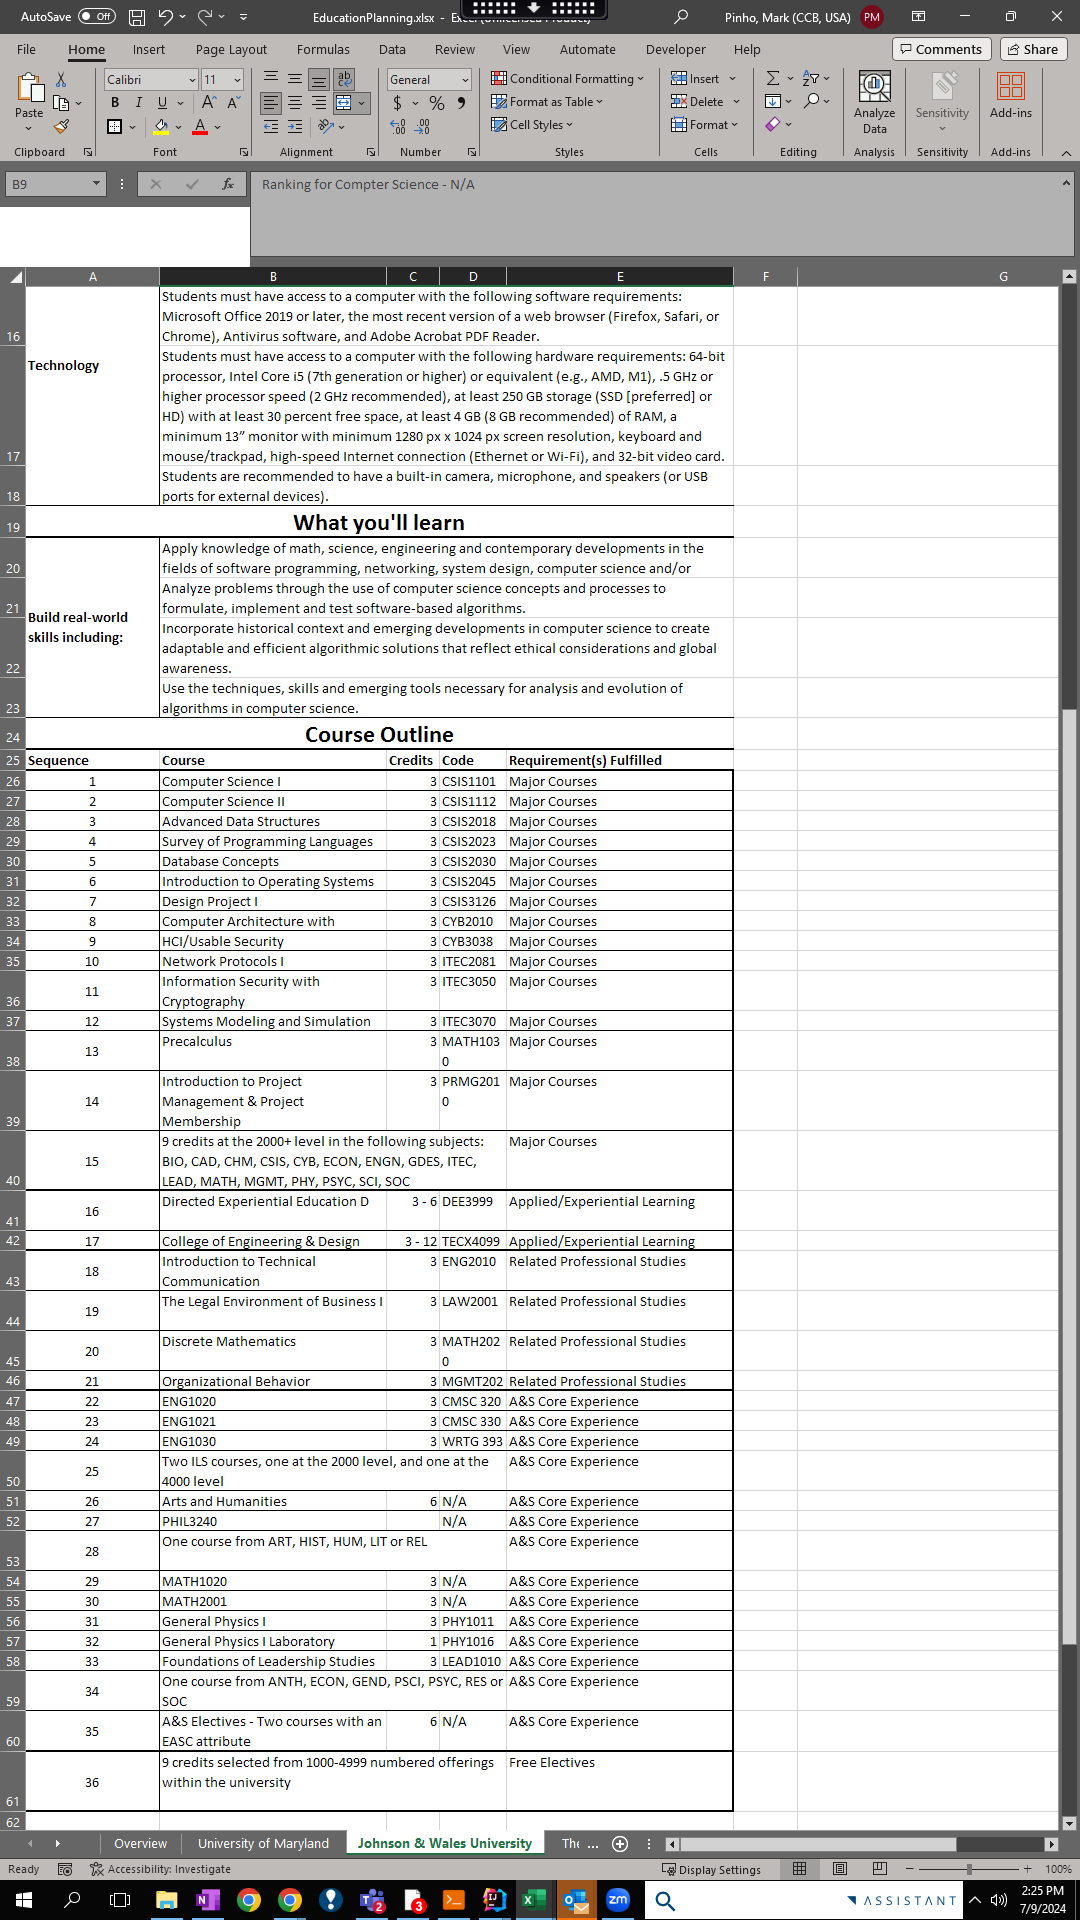 AutoSave Off EducationPlanning.xlsx - Pinho, Mark (CCB, USA) PM
File Home Insert Page Layout Formulas Data Review View Automate Developer Help Comments Share
Paste Calibri 11 General Conditional Formatting Format as Table Cell Styles Insert Delete Format Analyze Data Sensitivity Add-ins
Clipboard Font Alignment Number Styles Cells Editing Analysis Sensitivity Add-ins
B9 fx Ranking for Compter Science - N/A
A B C D E F G
Students must have access to a computer with the following software requirements:
Microsoft Office 2019 or later, the most recent version of a web browser (Firefox, Safari, or
16 Chrome), Antivirus software, and Adobe Acrobat PDF Reader.
Technology
Students must have access to a computer with the following hardware requirements: 64-bit
processor, Intel Core i5 (7th generation or higher) or equivalent (e.g., AMD, M1), .5 GHz or
higher processor speed (2 GHz recommended), at least 250 GB storage (SSD [preferred] or
HD) with at least 30 percent free space, at least 4 GB (8 GB recommended) of RAM, a
minimum 13” monitor with minimum 1280 px x 1024 px screen resolution, keyboard and
17 mouse/trackpad, high-speed Internet connection (Ethernet or Wi-Fi), and 32-bit video card.
Students are recommended to have a built-in camera, microphone, and speakers (or USB
18 ports for external devices).
19 What you'll learn
Apply knowledge of math, science, engineering and contemporary developments in the
20 fields of software programming, networking, system design, computer science and/or
Analyze problems through the use of computer science concepts and processes to
21 formulate, implement and test software-based algorithms.
Build real-world
skills including:
Incorporate historical context and emerging developments in computer science to create
adaptable and efficient algorithmic solutions that reflect ethical considerations and global
22 awareness.
Use the techniques, skills and emerging tools necessary for analysis and evolution of
23 algorithms in computer science.
24 Course Outline
25 Sequence Course Credits Code Requirement(s) Fulfilled
26 1 Computer Science I 3 CSIS1101 Major Courses
27 2 Computer Science II 3 CSIS1112 Major Courses
28 3 Advanced Data Structures 3 CSIS2018 Major Courses
29 4 Survey of Programming Languages 3 CSIS2023 Major Courses
30 5 Database Concepts 3 CSIS2030 Major Courses
31 6 Introduction to Operating Systems 3 CSIS2045 Major Courses
32 7 Design Project I 3 CSIS3126 Major Courses
33 8 Computer Architecture with 3 CYB2010 Major Courses
34 9 HCI/Usable Security 3 CYB3038 Major Courses
35 10 Network Protocols I 3 ITEC2081 Major Courses
36 11 Information Security with 3 ITEC3050 Major Courses
Cryptography
37 12 Systems Modeling and Simulation 3 ITEC3070 Major Courses
38 13 Precalculus 3 MATH103 Major Courses
0
39 14 Introduction to Project 3 PRMG201 Major Courses
Management & Project 0
Membership
40 15 9 credits at the 2000+ level in the following subjects: Major Courses
BIO, CAD, CHM, CSIS, CYB, ECON, ENGN, GDES, ITEC,
LEAD, MATH, MGMT, PHY, PSYC, SCI, SOC
41 16 Directed Experiential Education D 3 - 6 DEE3999 Applied/Experiential Learning
42 17 College of Engineering & Design 3 - 12 TECX4099 Applied/Experiential Learning
43 18 Introduction to Technical 3 ENG2010 Related Professional Studies
Communication
44 19 The Legal Environment of Business I 3 LAW2001 Related Professional Studies
45 20 Discrete Mathematics 3 MATH202 Related Professional Studies
0
46 21 Organizational Behavior 3 MGMT202 Related Professional Studies
47 22 ENG1020 3 CMSC 320 A&S Core Experience
48 23 ENG1021 3 CMSC 330 A&S Core Experience
49 24 ENG1030 3 WRTG 393 A&S Core Experience
50 25 Two ILS courses, one at the 2000 level, and one at the A&S Core Experience
4000 level
51 26 Arts and Humanities 6 N/A A&S Core Experience
52 27 PHIL3240 N/A A&S Core Experience
53 28 One course from ART, HIST, HUM, LIT or REL A&S Core Experience
54 29 MATH1020 3 N/A A&S Core Experience
55 30 MATH2001 3 N/A A&S Core Experience
56 31 General Physics I 3 PHY1011 A&S Core Experience
57 32 General Physics I Laboratory 1 PHY1016 A&S Core Experience
58 33 Foundations of Leadership Studies 3 LEAD1010 A&S Core Experience
59 34 One course from ANTH, ECON, GEND, PSCI, PSYC, RES or A&S Core Experience
SOC
60 35 A&S Electives - Two courses with an 6 N/A A&S Core Experience
EASC attribute
61 36 9 credits selected from 1000-4999 numbered offerings Free Electives
within the university
62
Overview University of Maryland Johnson & Wales University The ...
Ready Accessibility: Investigate Display Settings 100%
2 3 zm ASSISTANT 2:25 PM
7/9/2024